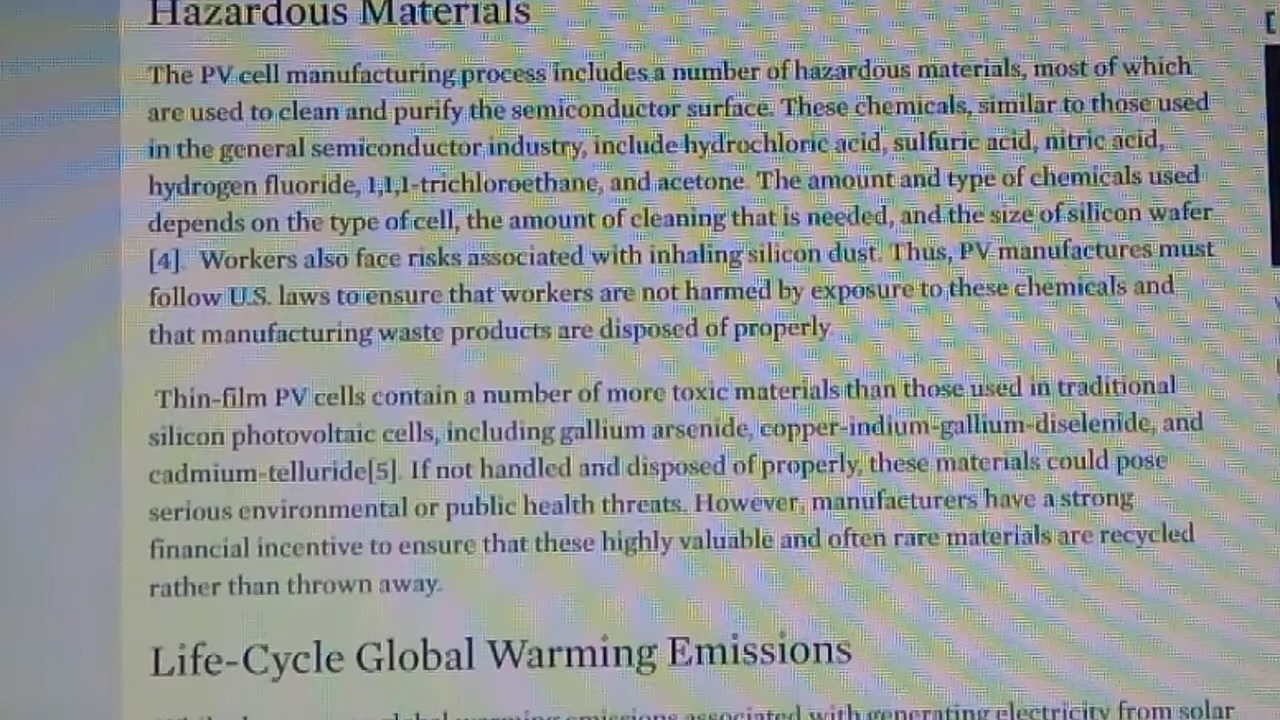 Hazardous Materials
The PV cell manufacturing process includes a number of hazardous materials, most of which
are used to clean and purify the semiconductor surface. These chemicals, similar to those used
in the general semiconductor industry, include hydrochloric acid, sulfuric acid, nitric acid,
hydrogen fluoride, 1,1,1-trichloroethane, and acetone. The amount and type of chemicals used
depends on the type of cell, the amount of cleaning that is needed, and the size of silicon wafer
[4]. Workers also face risks associated with inhaling silicon dust. Thus, PV manufactures must
follow U.S. laws to ensure that workers are not harmed by exposure to these chemicals and
that manufacturing waste products are disposed of properly.
Thin-film PV cells contain a number of more toxic materials than those used in traditional
silicon photovoltaic cells, including gallium arsenide, copper-indium-gallium-diselenide, and
cadmium-telluride[5]. If not handled and disposed of properly, these materials could pose
serious environmental or public health threats. However, manufacturers have a strong
financial incentive to ensure that these highly valuable and often rare materials are recycled
rather than thrown away.
Life-Cycle Global Warming Emissions
global warming emissions associated with generating electricity from solar